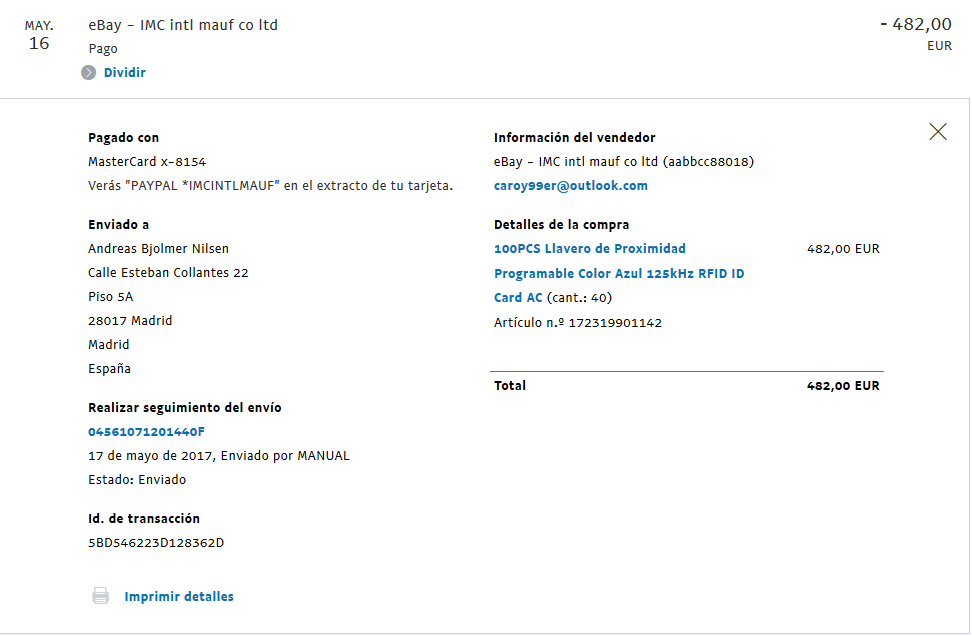 MAY.
16
eBay - IMC intl mauf co ltd
- 482,00
Pago
EUR
Dividir
Pagado con
MasterCard x-8154
Verás "PAYPAL *IMCINTLMAUF" en el extracto de tu tarjeta.
Enviado a
Andreas Bjolmer Nilsen
Calle Esteban Collantes 22
Piso 5A
28017 Madrid
Madrid
España
Realizar seguimiento del envío
04561071201440F
17 de mayo de 2017, Enviado por MANUAL
Estado: Enviado
Id. de transacción
5BD546223D128362D
Imprimir detalles
Información del vendedor
eBay - IMC intl mauf co ltd (aabbcc88018)
caroy99er@outlook.com
Detalles de la compra
100PCS Llavero de Proximidad 482,00 EUR
Programable Color Azul 125kHz RFID ID
Card AC (cant.: 40)
Artículo n.º 172319901142
Total 482,00 EUR